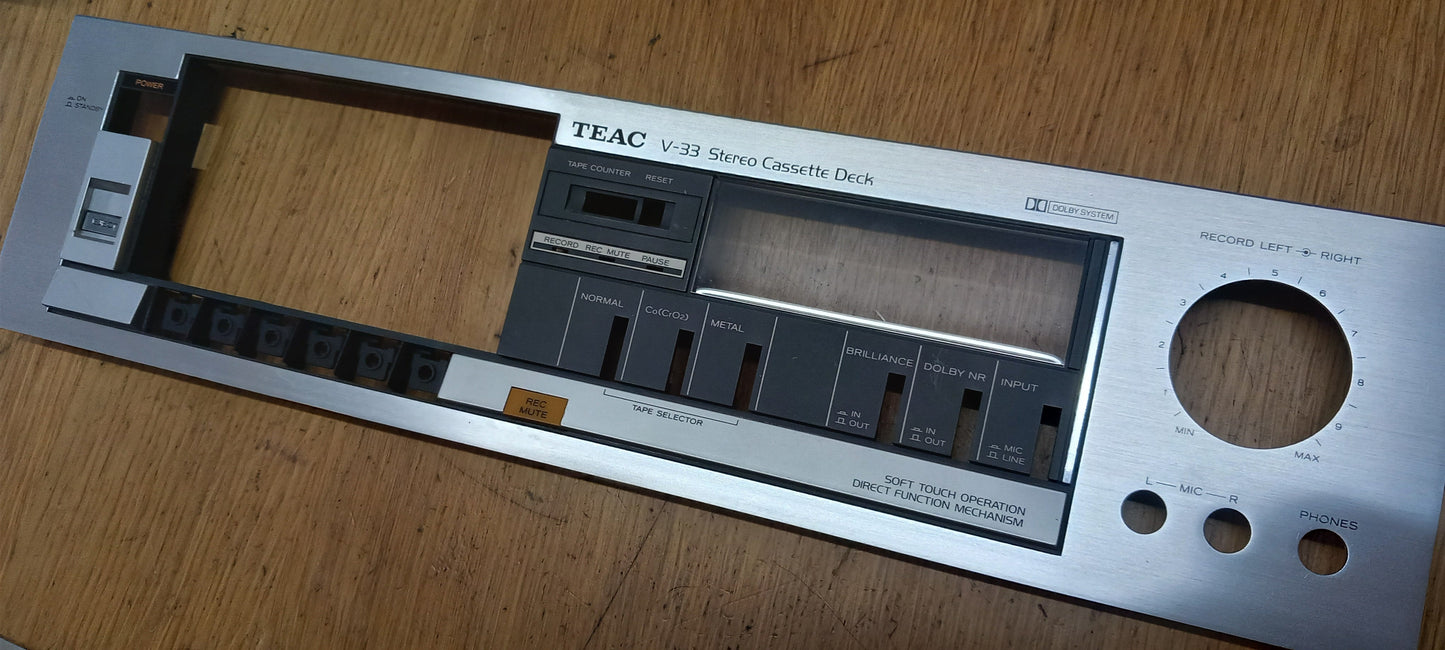 POWER
ON
STANDBY
TEAC V-33 Stereo Cassette Deck
DOLBY SYSTEM
TAPE COUNTER RESET
RECORD REC MUTE PAUSE
NORMAL
Co(CrO2)
METAL
BRILLIANCE
IN
OUT
DOLBY NR
IN
OUT
INPUT
MIC
LINE
REC
MUTE
TAPE SELECTOR
SOFT TOUCH OPERATION
DIRECT FUNCTION MECHANISM
RECORD LEFT RIGHT
MIN 1 2 3 4 5 6 7 8 9 MAX
L MIC R
PHONES